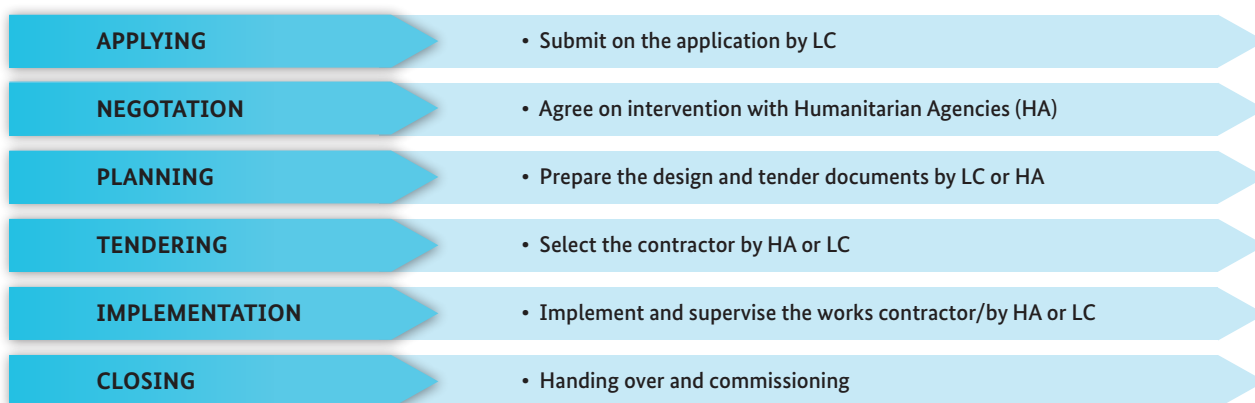 APPLYING
• Submit on the application by LC
NEGOTATION
• Agree on intervention with Humanitarian Agencies (HA)
PLANNING
• Prepare the design and tender documents by LC or HA
TENDERING
• Select the contractor by HA or LC
IMPLEMENTATION
• Implement and supervise the works contractor/by HA or LC
CLOSING
• Handing over and commissioning